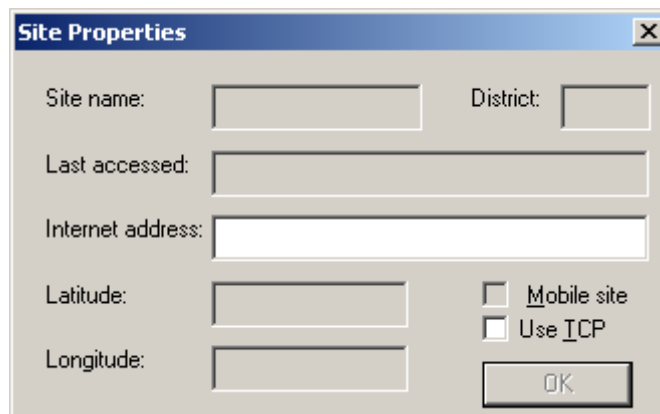 Site Properties
Site name: District:
Last accessed:
Internet address:
Latitude: Mobile site
Use TCP
Longitude: OK